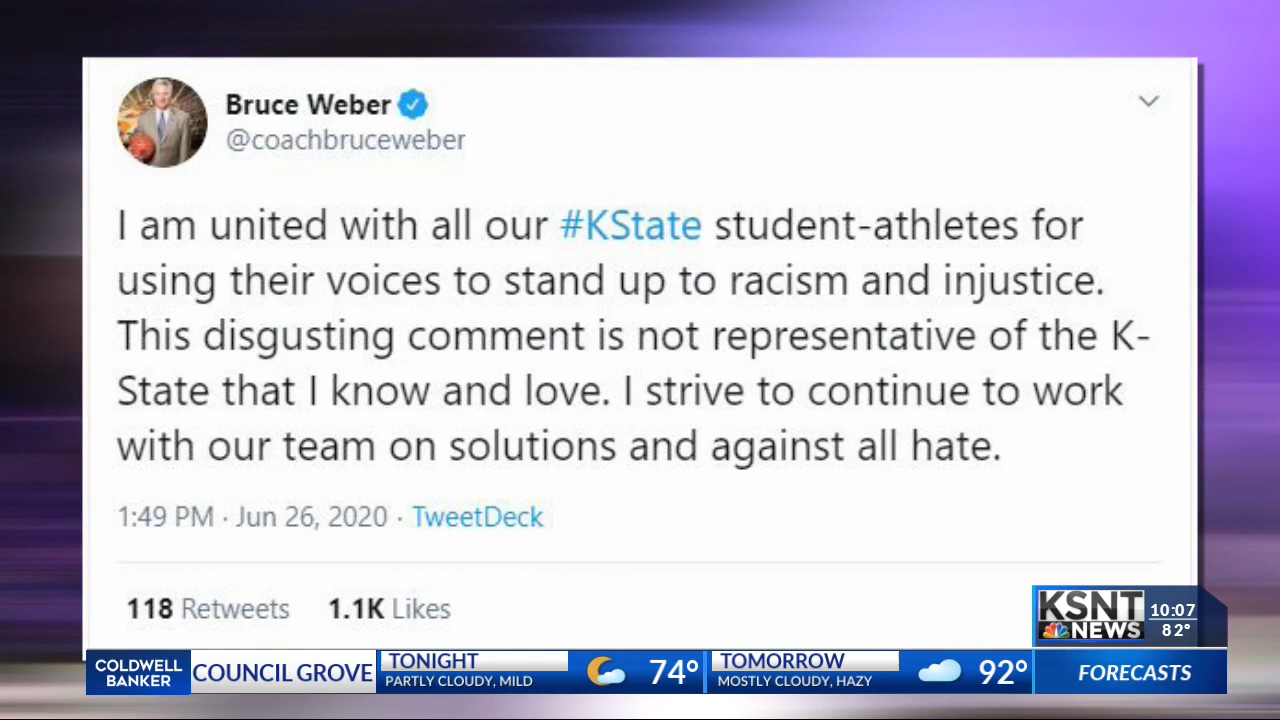 Bruce Weber
@coachbruceweber
I am united with all our #KState student-athletes for
using their voices to stand up to racism and injustice.
This disgusting comment is not representative of the K-
State that I know and love. I strive to continue to work
with our team on solutions and against all hate.
1:49 PM · Jun 26, 2020 · TweetDeck
118 Retweets 1.1K Likes
KSNT
NEWS
10:07
82°
COLDWELL
BANKER
COUNCIL GROVE
TONIGHT
PARTLY CLOUDY, MILD
74°
TOMORROW
MOSTLY CLOUDY, HAZY
92°
FORECASTS